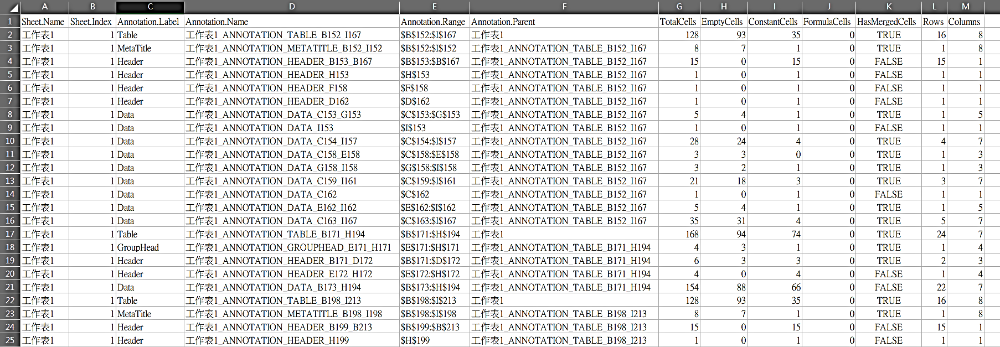 A B C D E F G H I J K L M
1 Sheet.Name Sheet.Index Annotation.Label Annotation.Name Annotation.Range Annotation.Parent TotalCells EmptyCells ConstantCells FormulaCells HasMergedCells Rows Columns
2 工作表1 1 Table 工作表1_ANNOTATION_TABLE_B152_I167 $B$152:$I$167 工作表1 128 93 35 0 TRUE 16 8
3 工作表1 1 MetaTitle 工作表1_ANNOTATION_METATITLE_B152_I152 $B$152:$I$152 工作表1_ANNOTATION_TABLE_B152_I167 8 7 1 0 TRUE 1 8
4 工作表1 1 Header 工作表1_ANNOTATION_HEADER_B153_B167 $B$153:$B$167 工作表1_ANNOTATION_TABLE_B152_I167 15 0 15 0 FALSE 15 1
5 工作表1 1 Header 工作表1_ANNOTATION_HEADER_H153 $H$153 工作表1_ANNOTATION_TABLE_B152_I167 1 0 1 0 FALSE 1 1
6 工作表1 1 Header 工作表1_ANNOTATION_HEADER_F158 $F$158 工作表1_ANNOTATION_TABLE_B152_I167 1 0 1 0 FALSE 1 1
7 工作表1 1 Header 工作表1_ANNOTATION_HEADER_D162 $D$162 工作表1_ANNOTATION_TABLE_B152_I167 1 0 1 0 FALSE 1 1
8 工作表1 1 Data 工作表1_ANNOTATION_DATA_C153_G153 $C$153:$G$153 工作表1_ANNOTATION_TABLE_B152_I167 5 4 1 0 TRUE 1 5
9 工作表1 1 Data 工作表1_ANNOTATION_DATA_I153 $I$153 工作表1_ANNOTATION_TABLE_B152_I167 1 0 1 0 FALSE 1 1
10 工作表1 1 Data 工作表1_ANNOTATION_DATA_C154_I157 $C$154:$I$157 工作表1_ANNOTATION_TABLE_B152_I167 28 24 4 0 TRUE 4 7
11 工作表1 1 Data 工作表1_ANNOTATION_DATA_C158_E158 $C$158:$E$158 工作表1_ANNOTATION_TABLE_B152_I167 3 3 0 0 TRUE 1 3
12 工作表1 1 Data 工作表1_ANNOTATION_DATA_G158_I158 $G$158:$I$158 工作表1_ANNOTATION_TABLE_B152_I167 3 2 1 0 TRUE 1 3
13 工作表1 1 Data 工作表1_ANNOTATION_DATA_C159_I161 $C$159:$I$161 工作表1_ANNOTATION_TABLE_B152_I167 21 18 3 0 TRUE 3 7
14 工作表1 1 Data 工作表1_ANNOTATION_DATA_C162 $C$162 工作表1_ANNOTATION_TABLE_B152_I167 1 0 1 0 FALSE 1 1
15 工作表1 1 Data 工作表1_ANNOTATION_DATA_E162_I162 $E$162:$I$162 工作表1_ANNOTATION_TABLE_B152_I167 5 4 1 0 TRUE 1 5
16 工作表1 1 Data 工作表1_ANNOTATION_DATA_C163_I167 $C$163:$I$167 工作表1_ANNOTATION_TABLE_B152_I167 35 31 4 0 TRUE 5 7
17 工作表1 1 Table 工作表1_ANNOTATION_TABLE_B171_H194 $B$171:$H$194 工作表1 168 94 74 0 TRUE 24 7
18 工作表1 1 GroupHead 工作表1_ANNOTATION_GROUPHEAD_E171_H171 $E$171:$H$171 工作表1_ANNOTATION_TABLE_B171_H194 4 3 1 0 TRUE 1 4
19 工作表1 1 Header 工作表1_ANNOTATION_HEADER_B171_D172 $B$171:$D$172 工作表1_ANNOTATION_TABLE_B171_H194 6 3 3 0 TRUE 2 3
20 工作表1 1 Header 工作表1_ANNOTATION_HEADER_E172_H172 $E$172:$H$172 工作表1_ANNOTATION_TABLE_B171_H194 4 0 4 0 FALSE 1 4
21 工作表1 1 Data 工作表1_ANNOTATION_DATA_B173_H194 $B$173:$H$194 工作表1_ANNOTATION_TABLE_B171_H194 154 88 66 0 FALSE 22 7
22 工作表1 1 Table 工作表1_ANNOTATION_TABLE_B198_I213 $B$198:$I$213 工作表1 128 93 35 0 TRUE 16 8
23 工作表1 1 MetaTitle 工作表1_ANNOTATION_METATITLE_B198_I198 $B$198:$I$198 工作表1_ANNOTATION_TABLE_B198_I213 8 7 1 0 TRUE 1 8
24 工作表1 1 Header 工作表1_ANNOTATION_HEADER_B199_B213 $B$199:$B$213 工作表1_ANNOTATION_TABLE_B198_I213 15 0 15 0 FALSE 15 1
25 工作表1 1 Header 工作表1_ANNOTATION_HEADER_H199 $H$199 工作表1_ANNOTATION_TABLE_B198_I213 1 0 1 0 FALSE 1 1